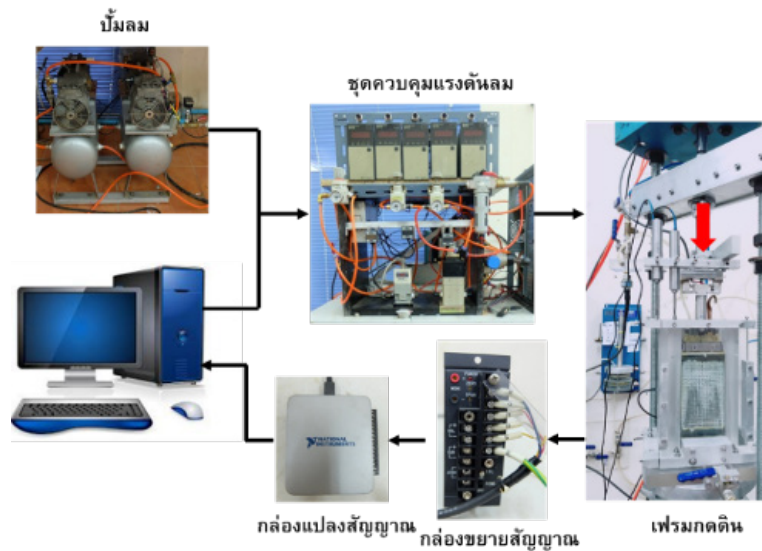 ปั๊มลม
ชุดควบคุมแรงดันลม
NATIONAL
INSTRUMENTS
กล่องแปลงสัญญาณ
กล่องขยายสัญญาณ
เฟรมกดดิน